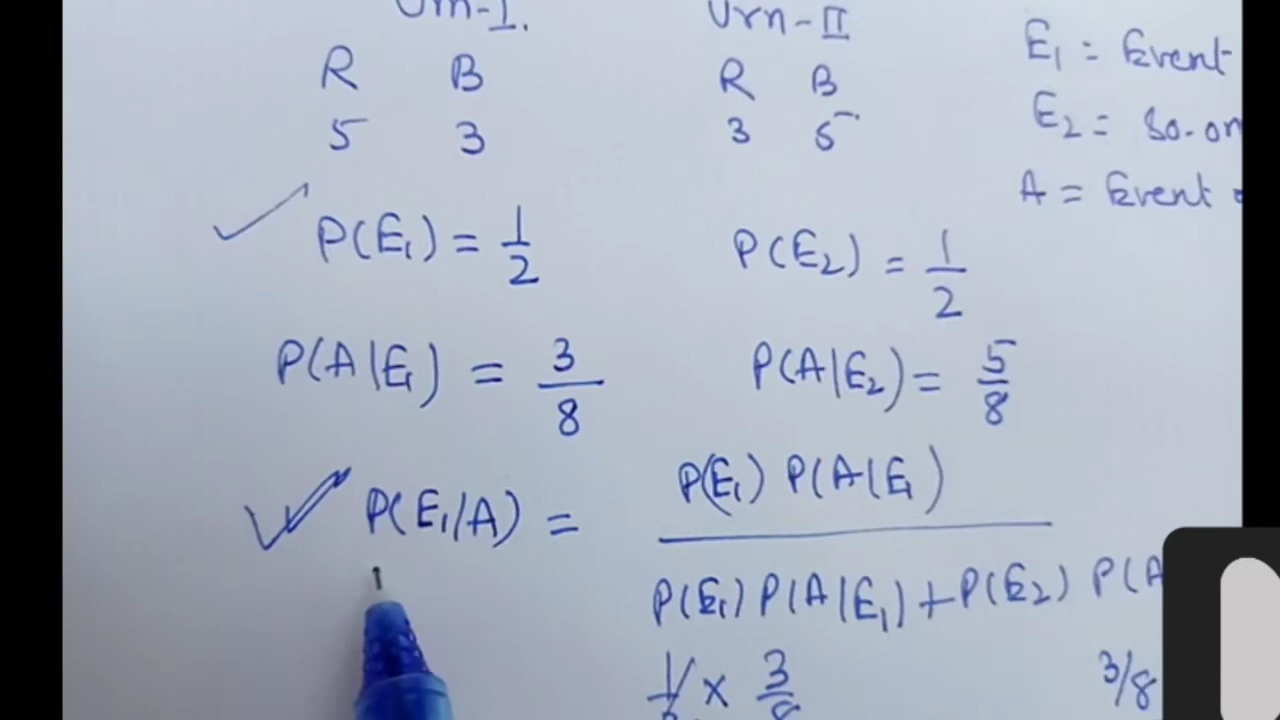 Urn-I. Urn-II
R B R B E₁ = Event
5 3 3 5 E₂ = So. on
A = Event
P(E₁) = 1/2 P(E₂) = 1/2
P(A|E₁) = 3/8 P(A|E₂) = 5/8
P(E₁/A) = P(E₁) P(A|E₁)
P(E₁) P(A|E₁) + P(E₂) P(A
1/2 × 3/8 3/8